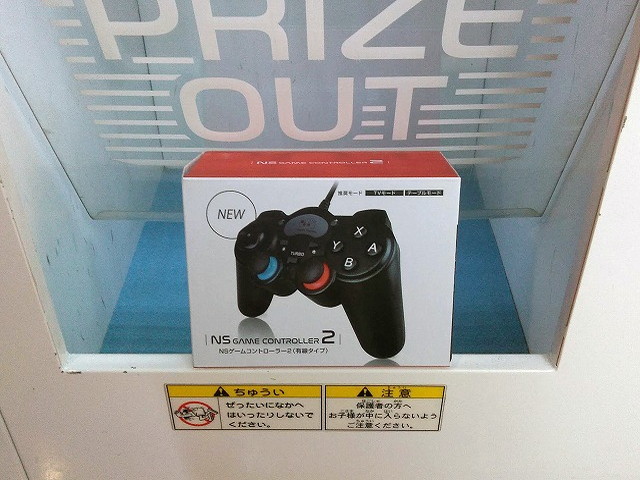 PRIZE
OUT
NS GAME CONTROLLER 2
推奨モード TVモード テーブルモード
NEW
X
Y A
B
TURBO
NS GAME CONTROLLER 2
NSゲームコントローラー2(有線タイプ)
ちゅうい
ぜったいになかへ
はいったりしないで
ください。
注意
保護者の方へ
お子様が中に入らないよう
ご注意ください。